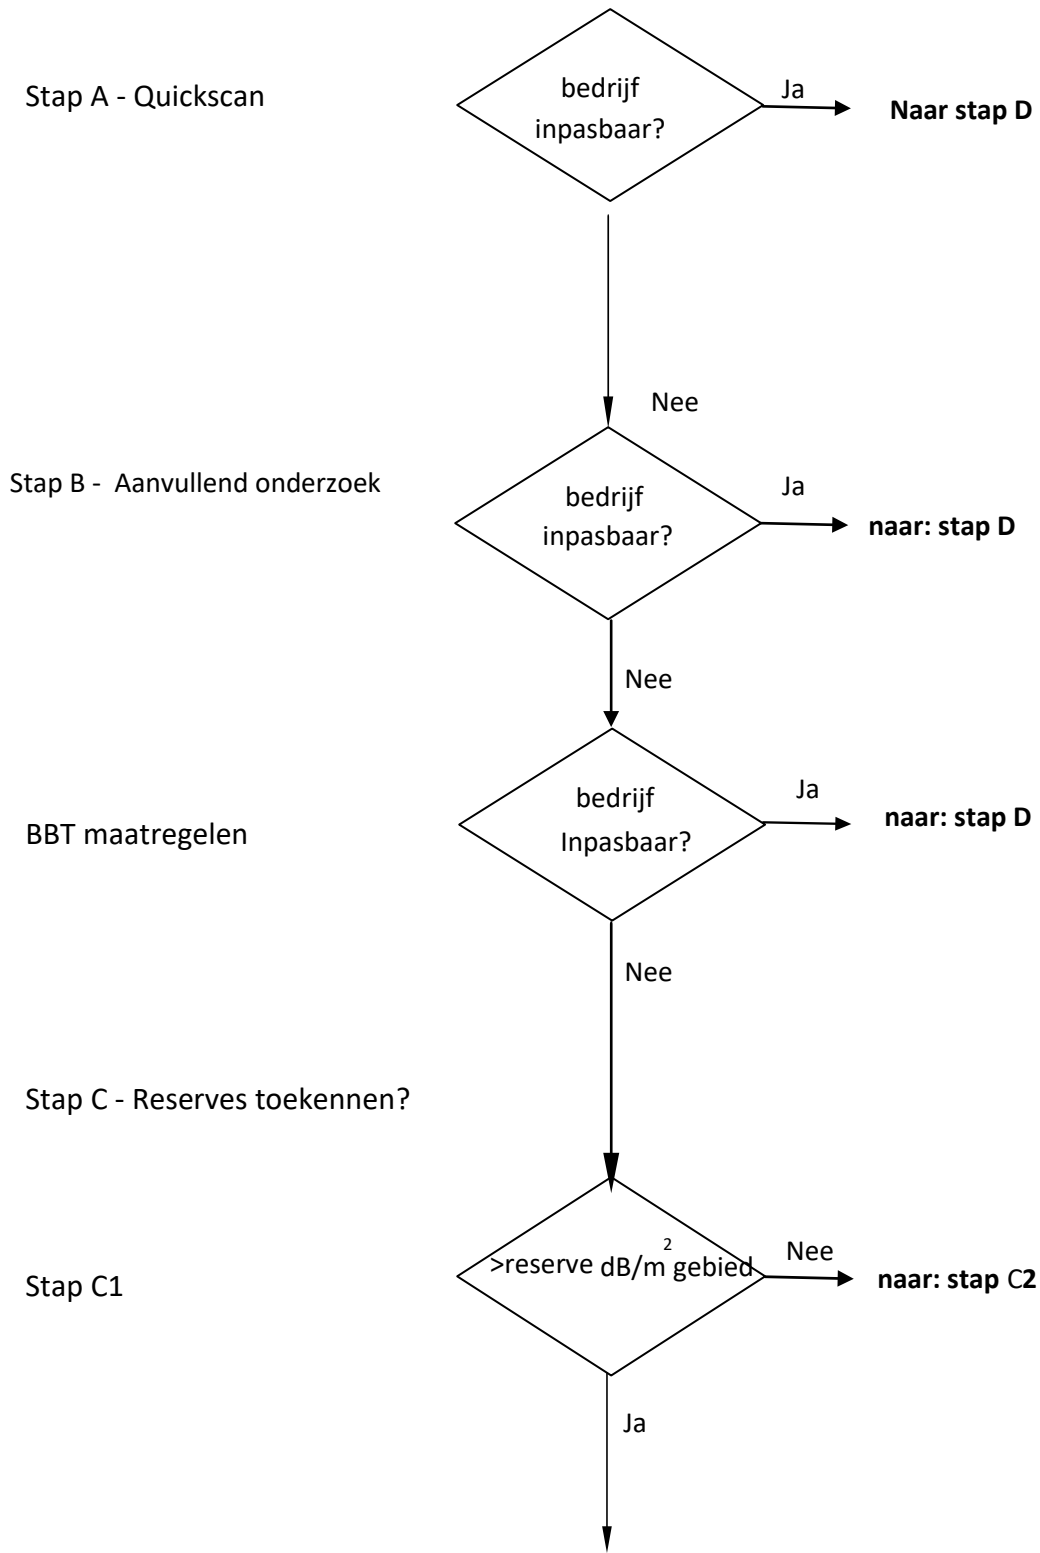 Stap A - Quickscan
bedrijf
inpasbaar?
Ja
Naar stap D
Nee
Stap B -  Aanvullend onderzoek
bedrijf
inpasbaar?
Ja
naar: stap D
Nee
BBT maatregelen
bedrijf
Inpasbaar?
Ja
naar: stap D
Nee
Stap C - Reserves toekennen?
Stap C1
>reserve dB/m² gebied
Nee
naar: stap C2
Ja